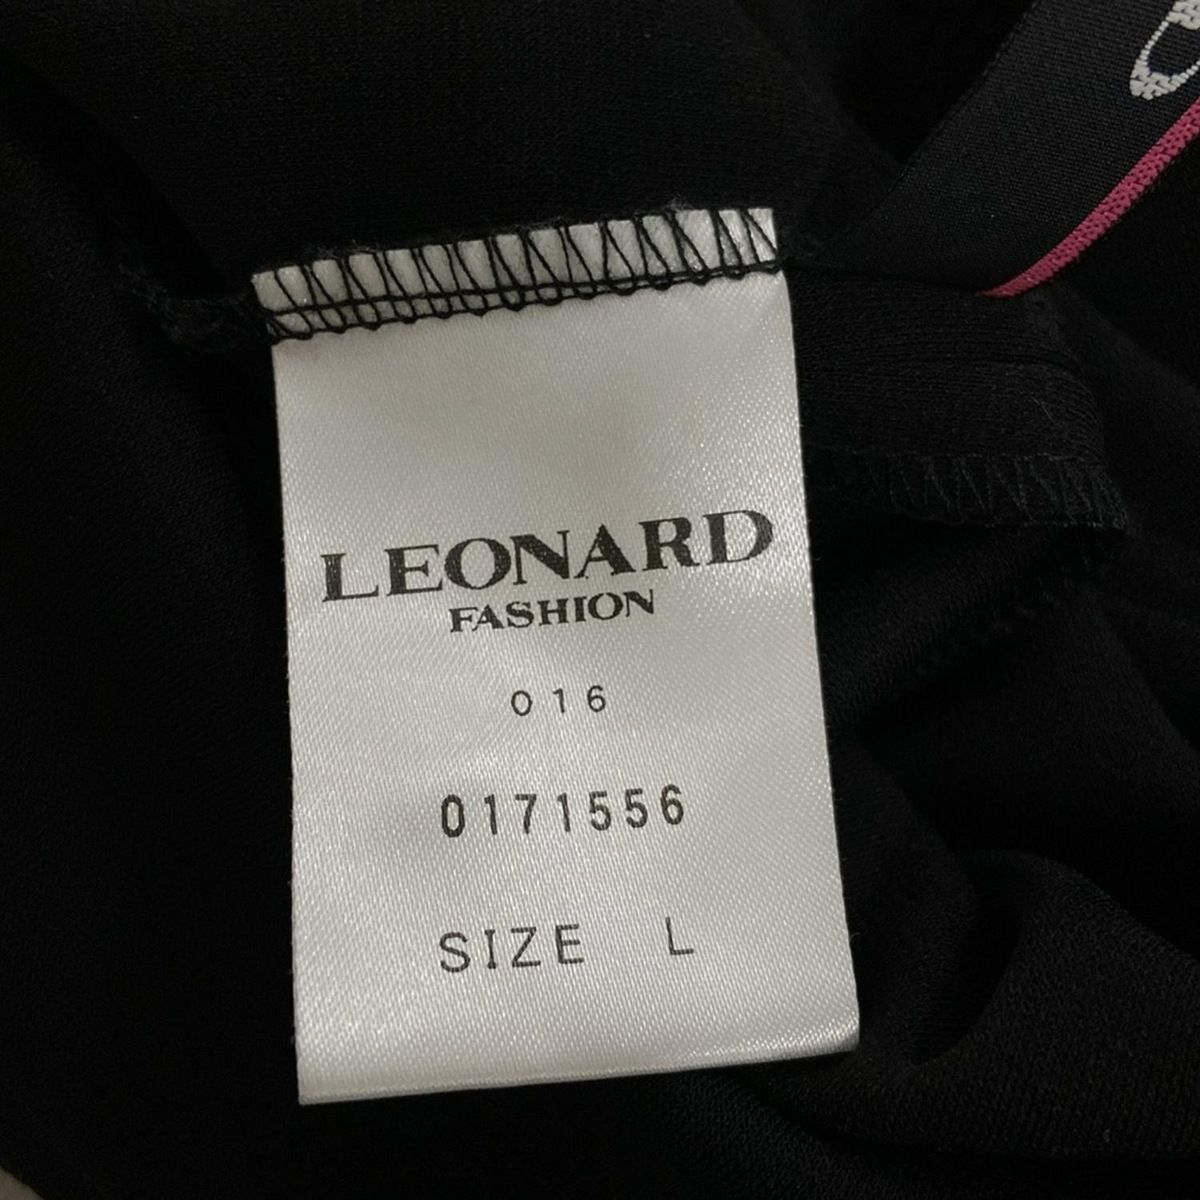 LEONARD
FASHION
016
0171556
SIZE L